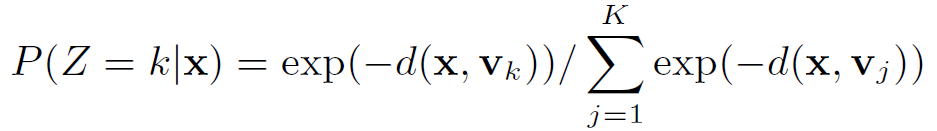 P(Z = k|x) = exp(−d(x, v_k))/ ∑_{j=1}^{K} exp(−d(x, v_j))